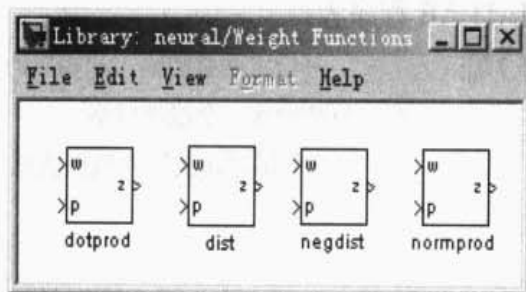 Library: neural/Weight Functions
File Edit View Format Help
w z p
w z p
w z p
w z p
dotprod dist negdist normprod